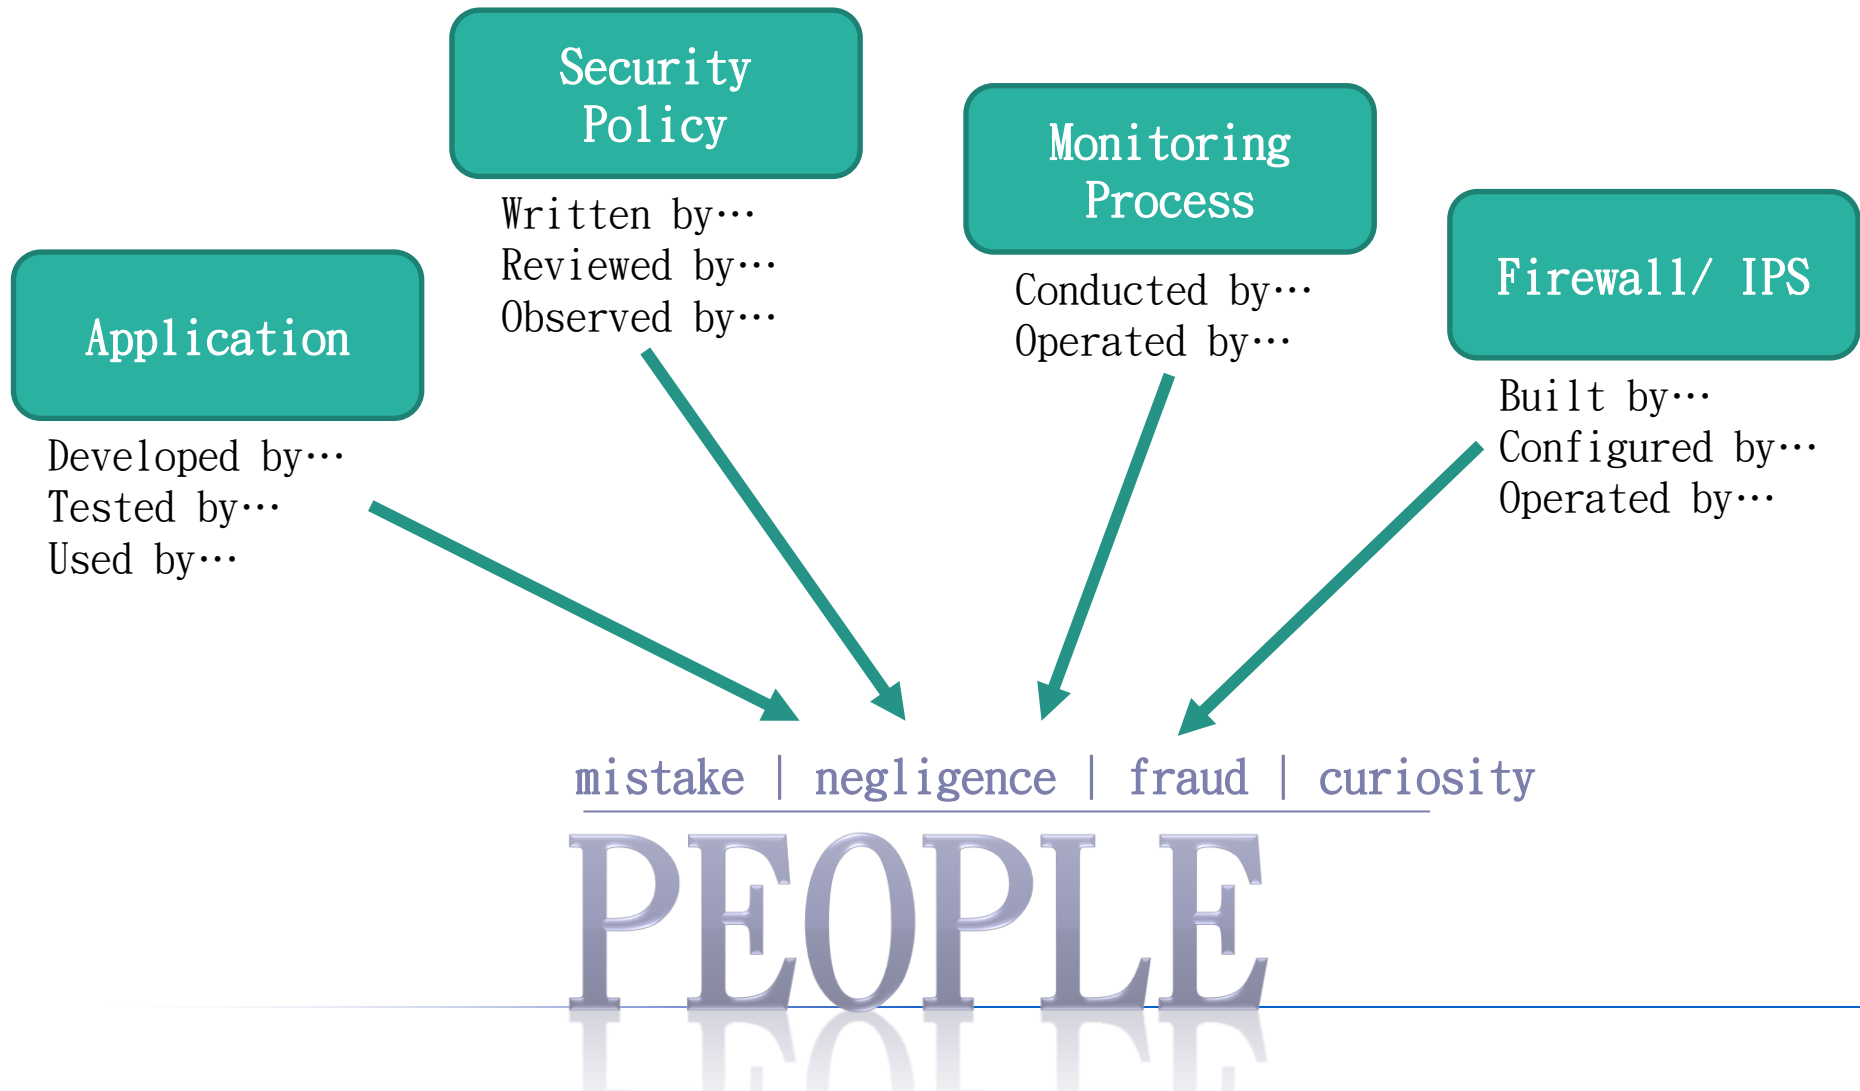 Security
Policy
Written by…
Reviewed by…
Observed by…
Monitoring
Process
Conducted by…
Operated by…
Firewall/ IPS
Built by…
Configured by…
Operated by…
Application
Developed by…
Tested by…
Used by…
mistake | negligence | fraud | curiosity
PEOPLE